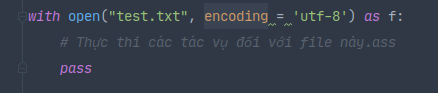 with open("test.txt", encoding = 'utf-8') as f:
# Thực thi các tác vụ đối với file này.ass
pass